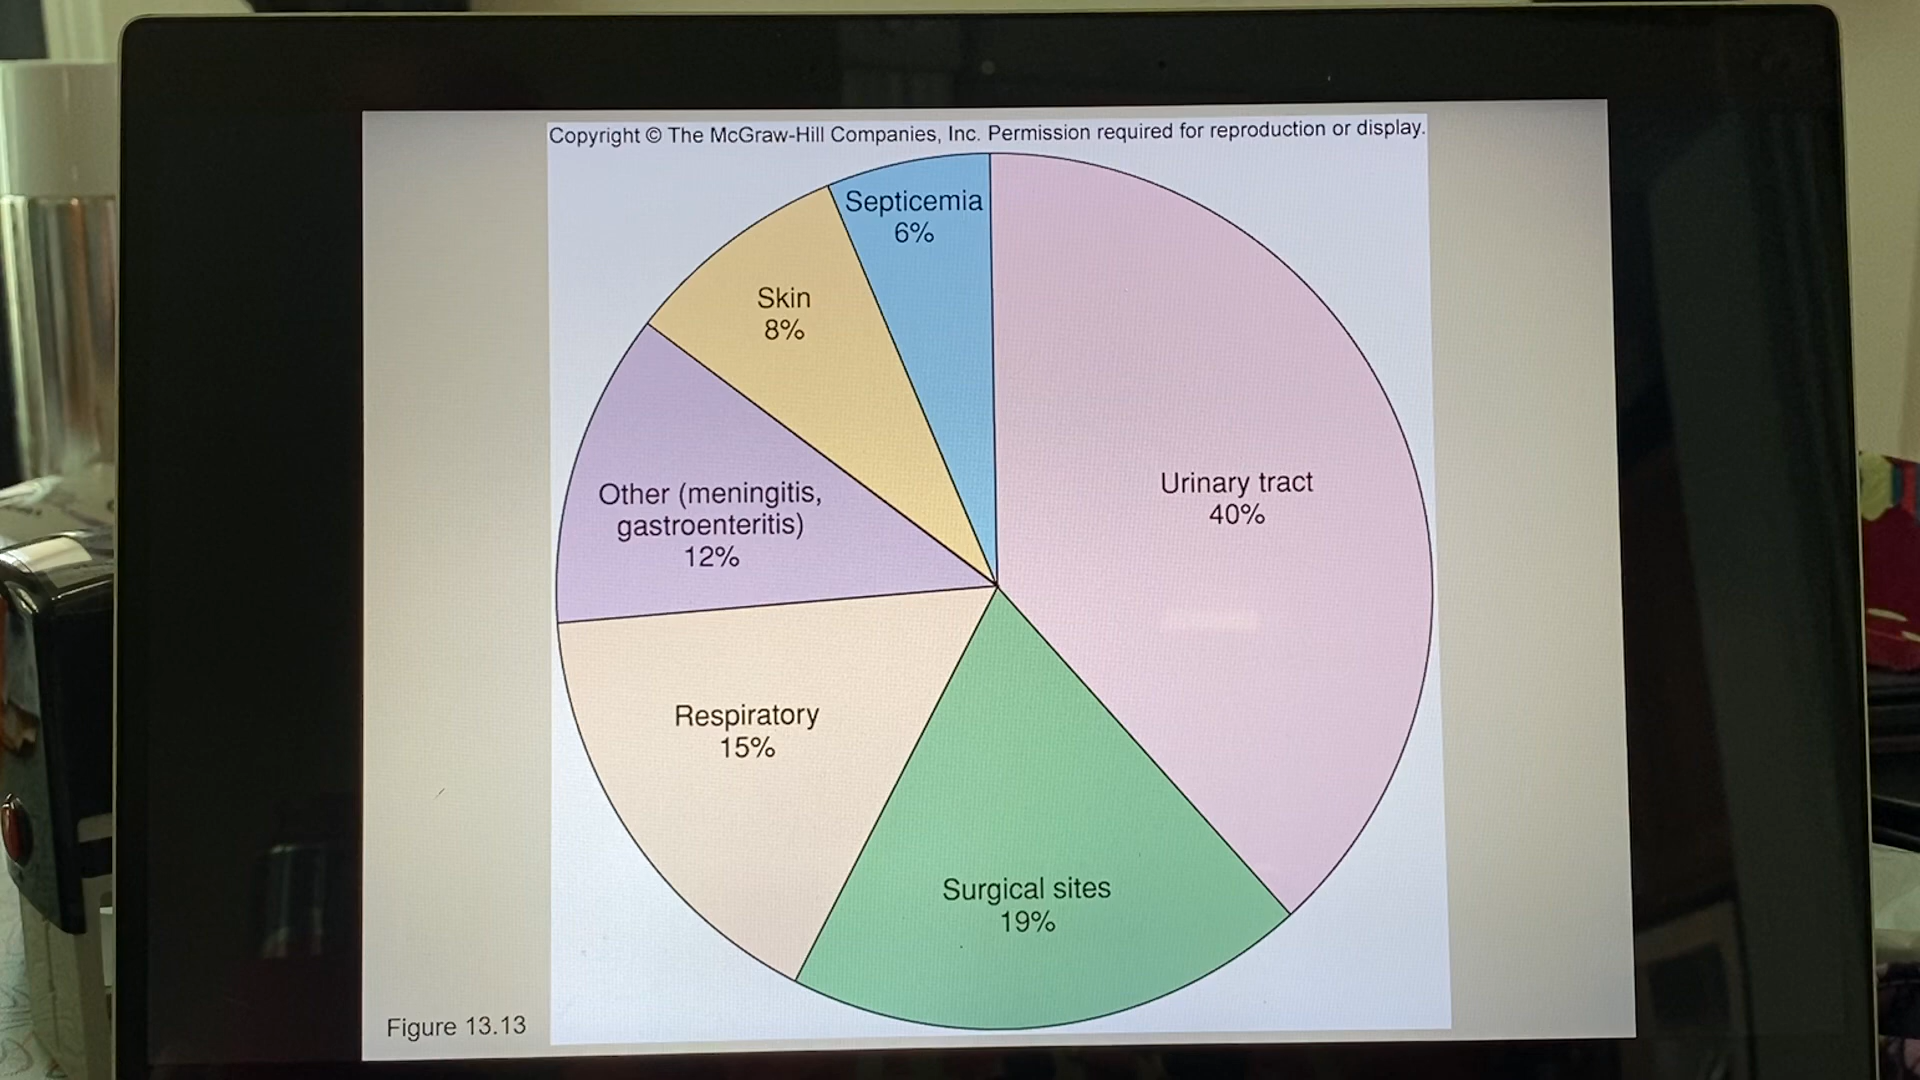 Copyright © The McGraw-Hill Companies, Inc. Permission required for reproduction or display.
Septicemia
6%
Skin
8%
Urinary tract
40%
Other (meningitis,
gastroenteritis)
12%
Respiratory
15%
Surgical sites
19%
Figure 13.13